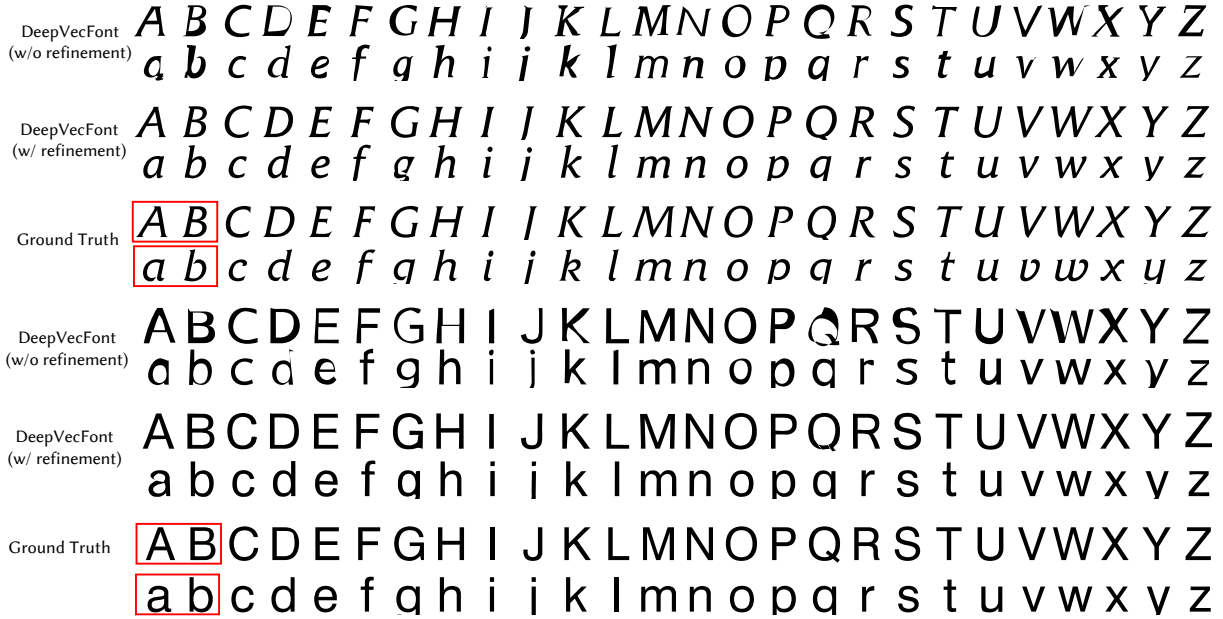 DeepVecFont
(w/o refinement)
A B C D E F G H I J K L M N O P Q R S T U V W X Y Z
a b c d e f g h i j k l m n o p q r s t u v w x y z
DeepVecFont
(w/ refinement)
A B C D E F G H I J K L M N O P Q R S T U V W X Y Z
a b c d e f g h i j k l m n o p q r s t u v w x y z
Ground Truth
A B C D E F G H I J K L M N O P Q R S T U V W X Y Z
a b c d e f g h i j k l m n o p q r s t u v w x y z
DeepVecFont
(w/o refinement)
A B C D E F G H I J K L M N O P Q R S T U V W X Y Z
a b c d e f g h i j k l m n o p q r s t u v w x y z
DeepVecFont
(w/ refinement)
A B C D E F G H I J K L M N O P Q R S T U V W X Y Z
a b c d e f g h i j k l m n o p q r s t u v w x y z
Ground Truth
A B C D E F G H I J K L M N O P Q R S T U V W X Y Z
a b c d e f g h i j k l m n o p q r s t u v w x y z